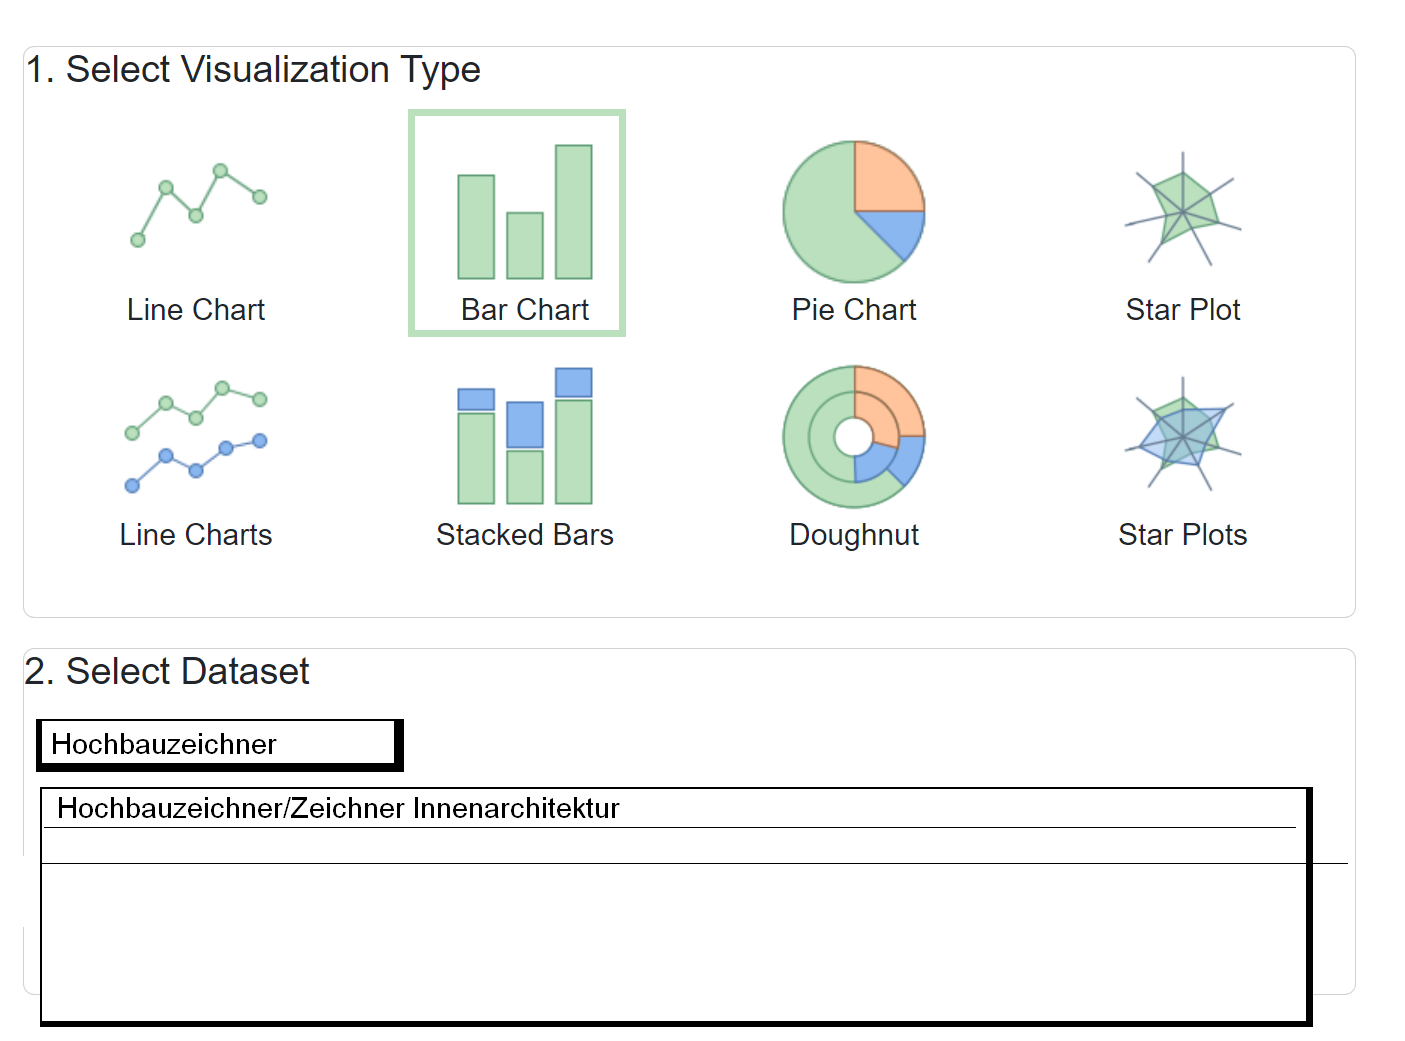 1. Select Visualization Type
Line Chart
Bar Chart
Pie Chart
Star Plot
Line Charts
Stacked Bars
Doughnut
Star Plots
2. Select Dataset
Hochbauzeichner
Hochbauzeichner/Zeichner Innenarchitektur